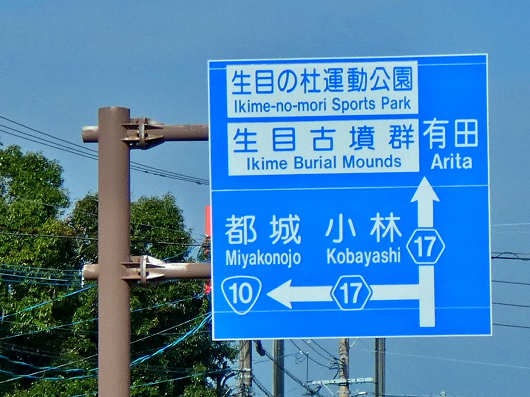 生目の杜運動公園
Ikime-no-mori Sports Park
生目古墳群
Ikime Burial Mounds
有田
Arita
都城
Miyakonojo
小林
Kobayashi
17
10
17